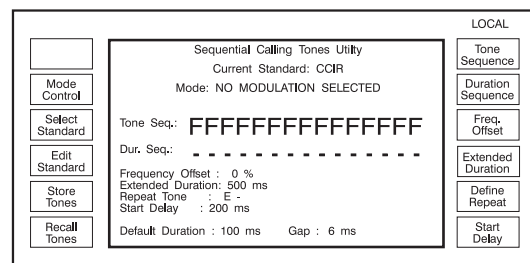 LOCAL
Sequential Calling Tones Utilty
Current Standard: CCIR
Mode: NO MODULATION SELECTED
Tone Seq.: FFFFFFFFFFFFFFF
Dur. Seq.: - - - - - - - - - - - - - - -
Frequency Offset : 0 %
Extended Duration: 500 ms
Repeat Tone : E -
Start Delay : 200 ms
Default Duration : 100 ms Gap : 6 ms
Mode
Control
Select
Standard
Edit
Standard
Store
Tones
Recall
Tones
Tone
Sequence
Duration
Sequence
Freq.
Offset
Extended
Duration
Define
Repeat
Start
Delay